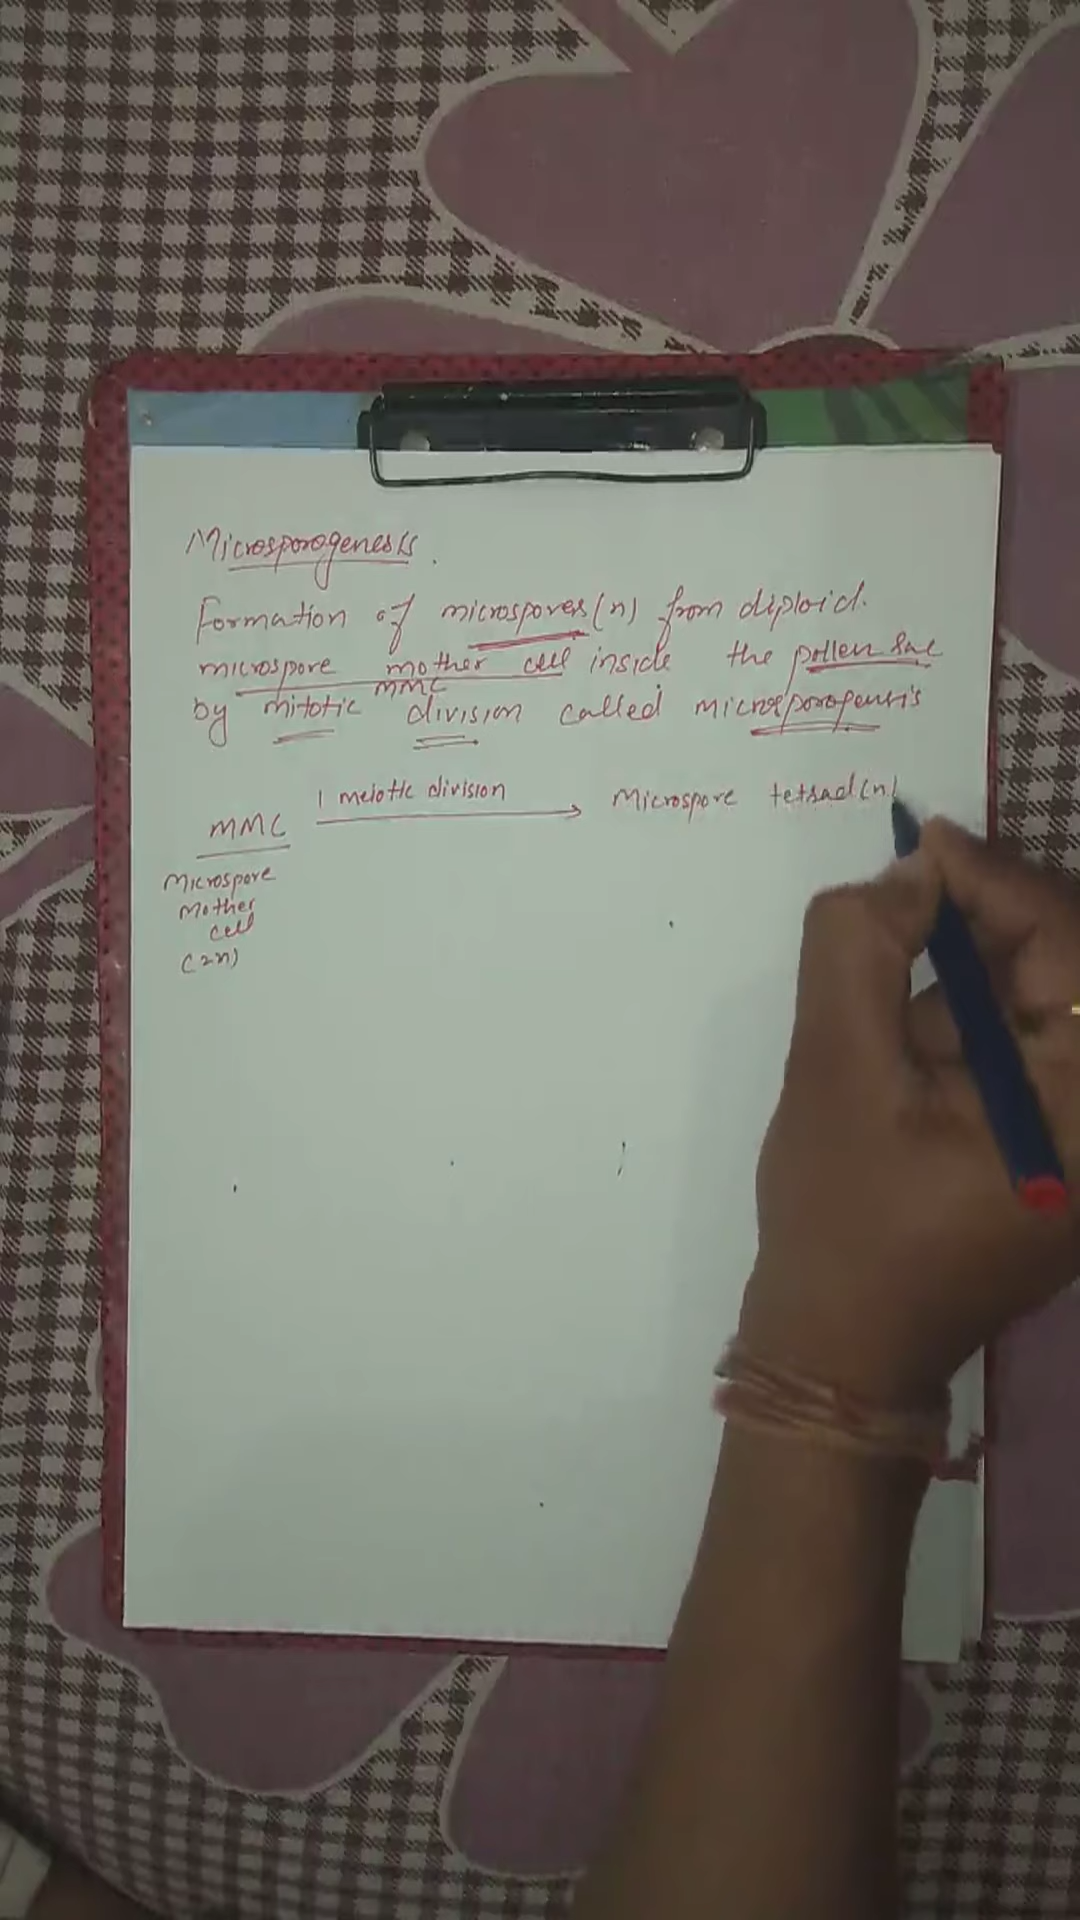 Microsporogenesis.
Formation of microspores (n) from diploid.
microspore mother cell inside the pollen sac
MMC
by mitotic division called microsporogenesis
1 meiotic division
MMC
Microspore tetrad (n)
Microspore
Mother
cell
(2n)